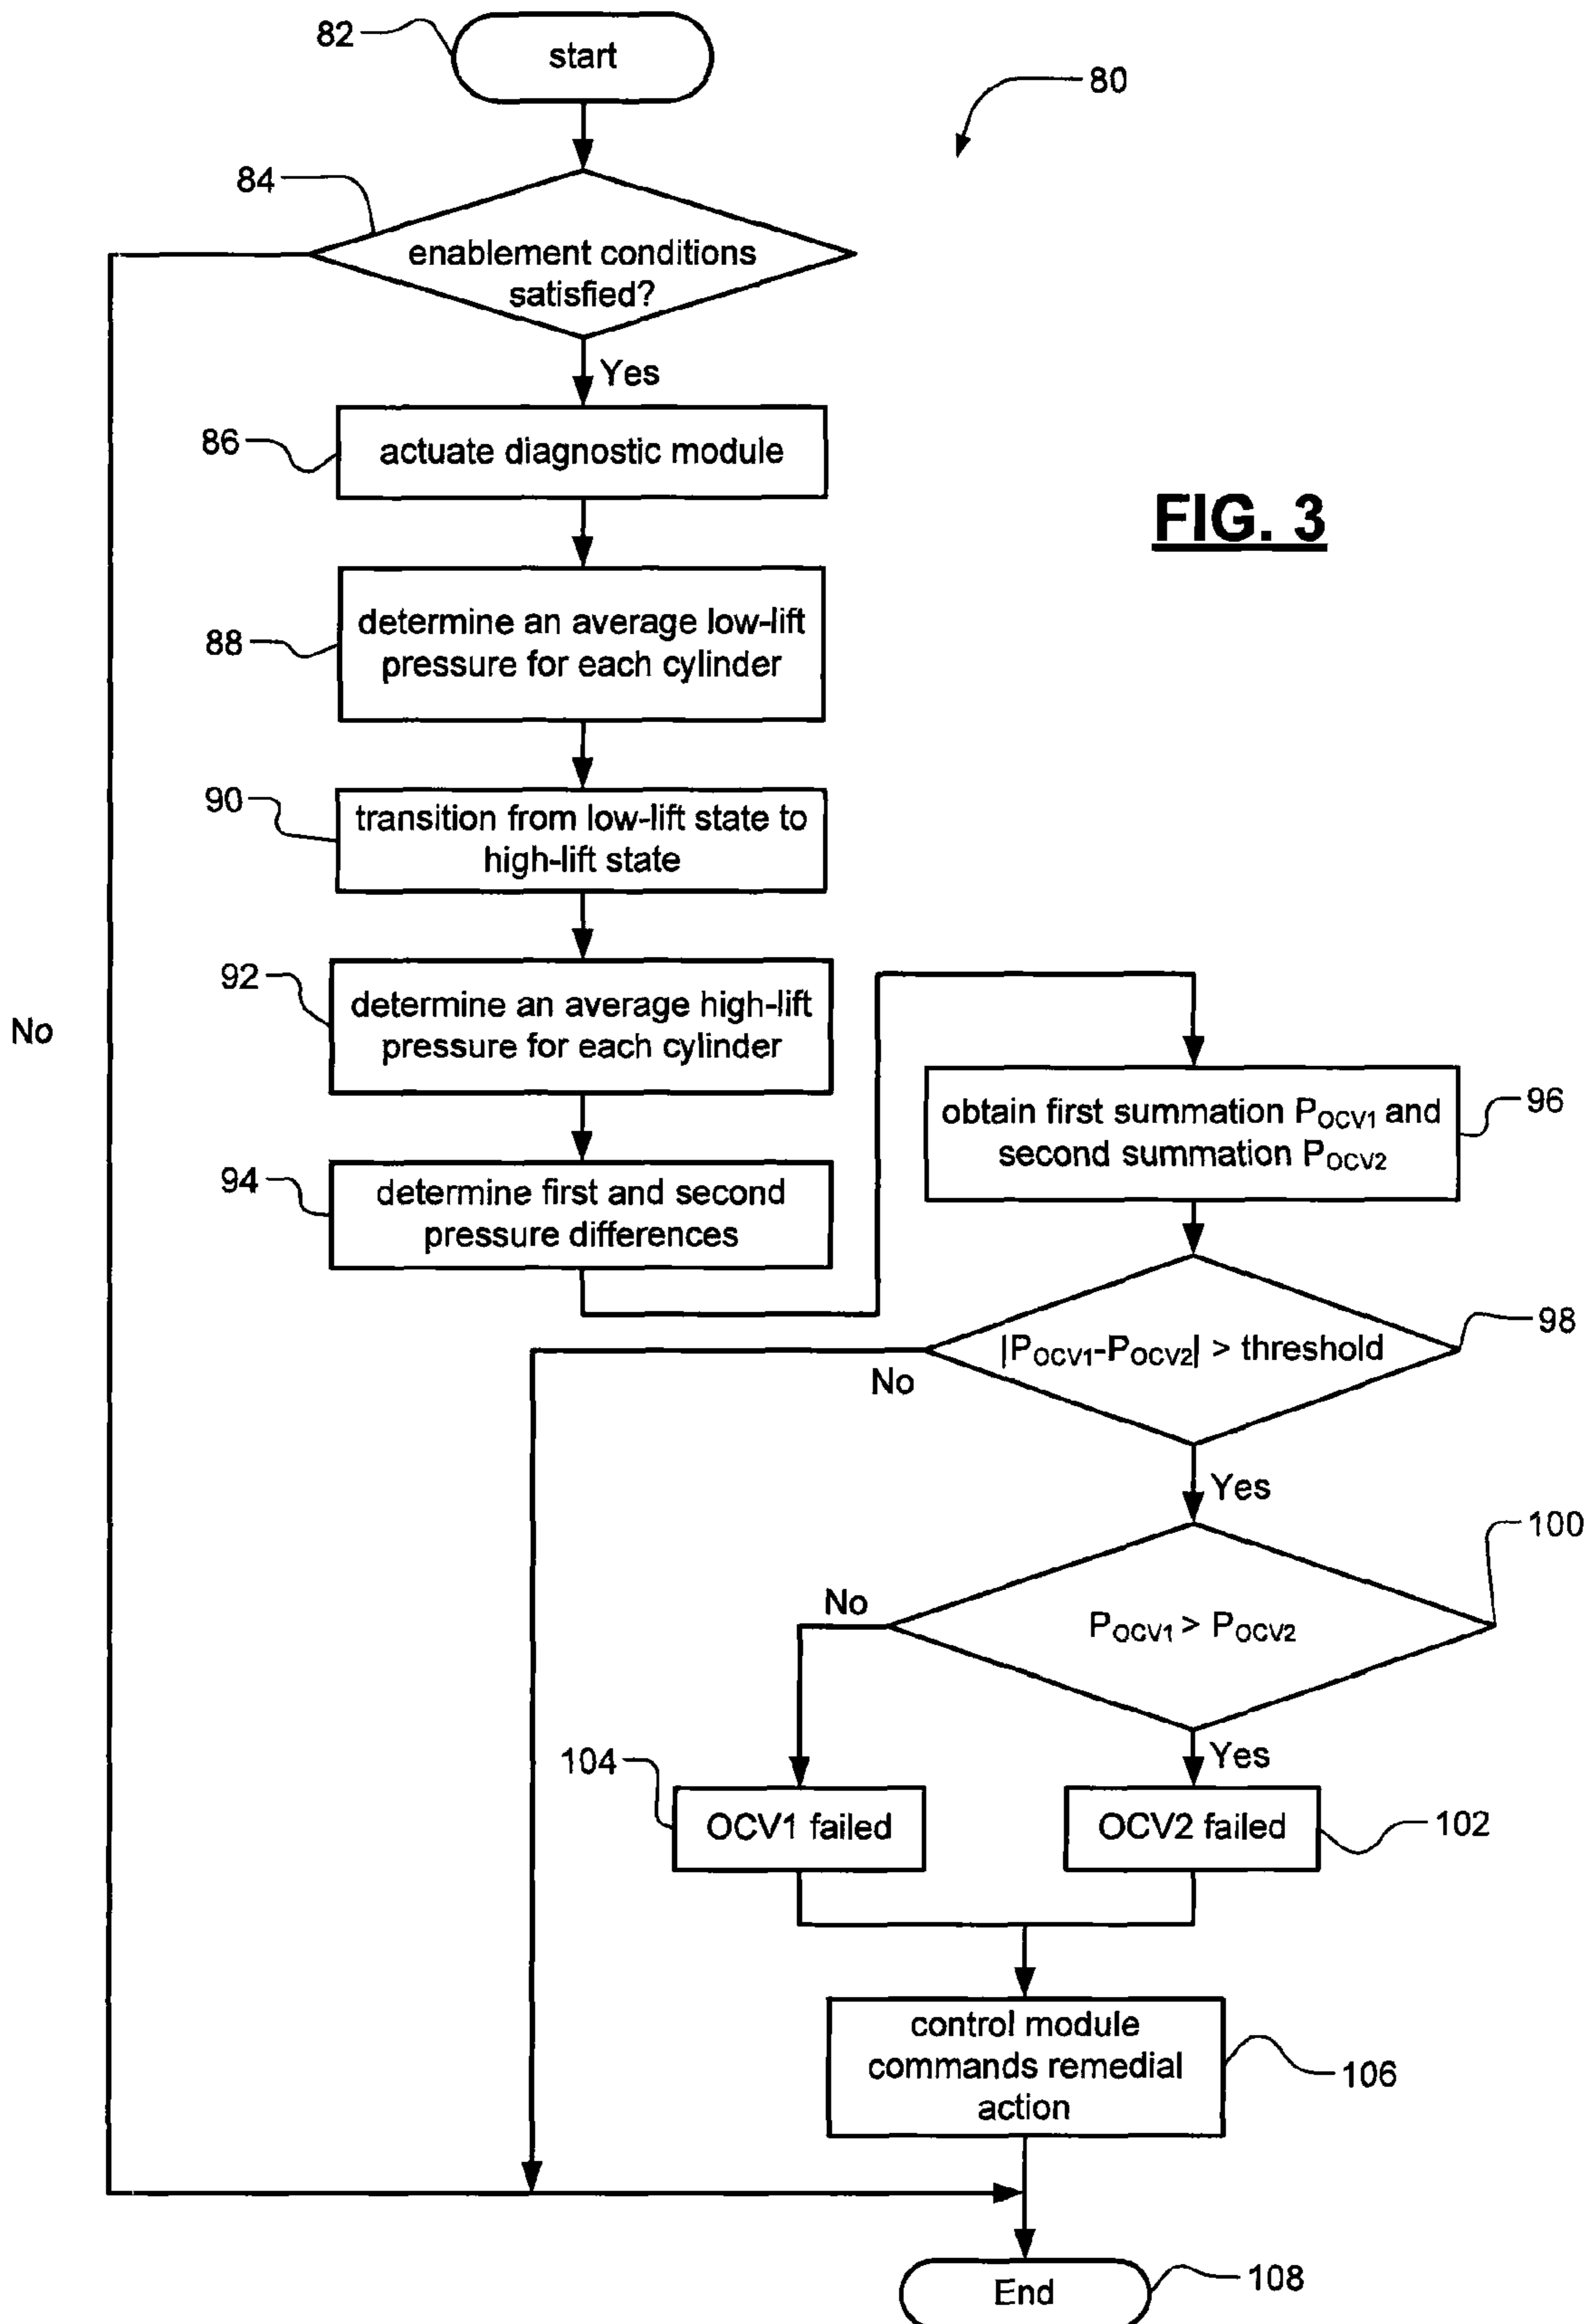 82
start
80
84
enablement conditions
satisfied?
Yes
86
actuate diagnostic module
FIG. 3
88
determine an average low-lift
pressure for each cylinder
90
transition from low-lift state to
high-lift state
92
determine an average high-lift
pressure for each cylinder
No
94
determine first and second
pressure differences
96
obtain first summation POCV1 and
second summation POCV2
98
|POCV1-POCV2| > threshold
No
Yes
100
POCV1 > POCV2
No
Yes
104
OCV1 failed
OCV2 failed
102
control module
commands remedial
action
106
End
108